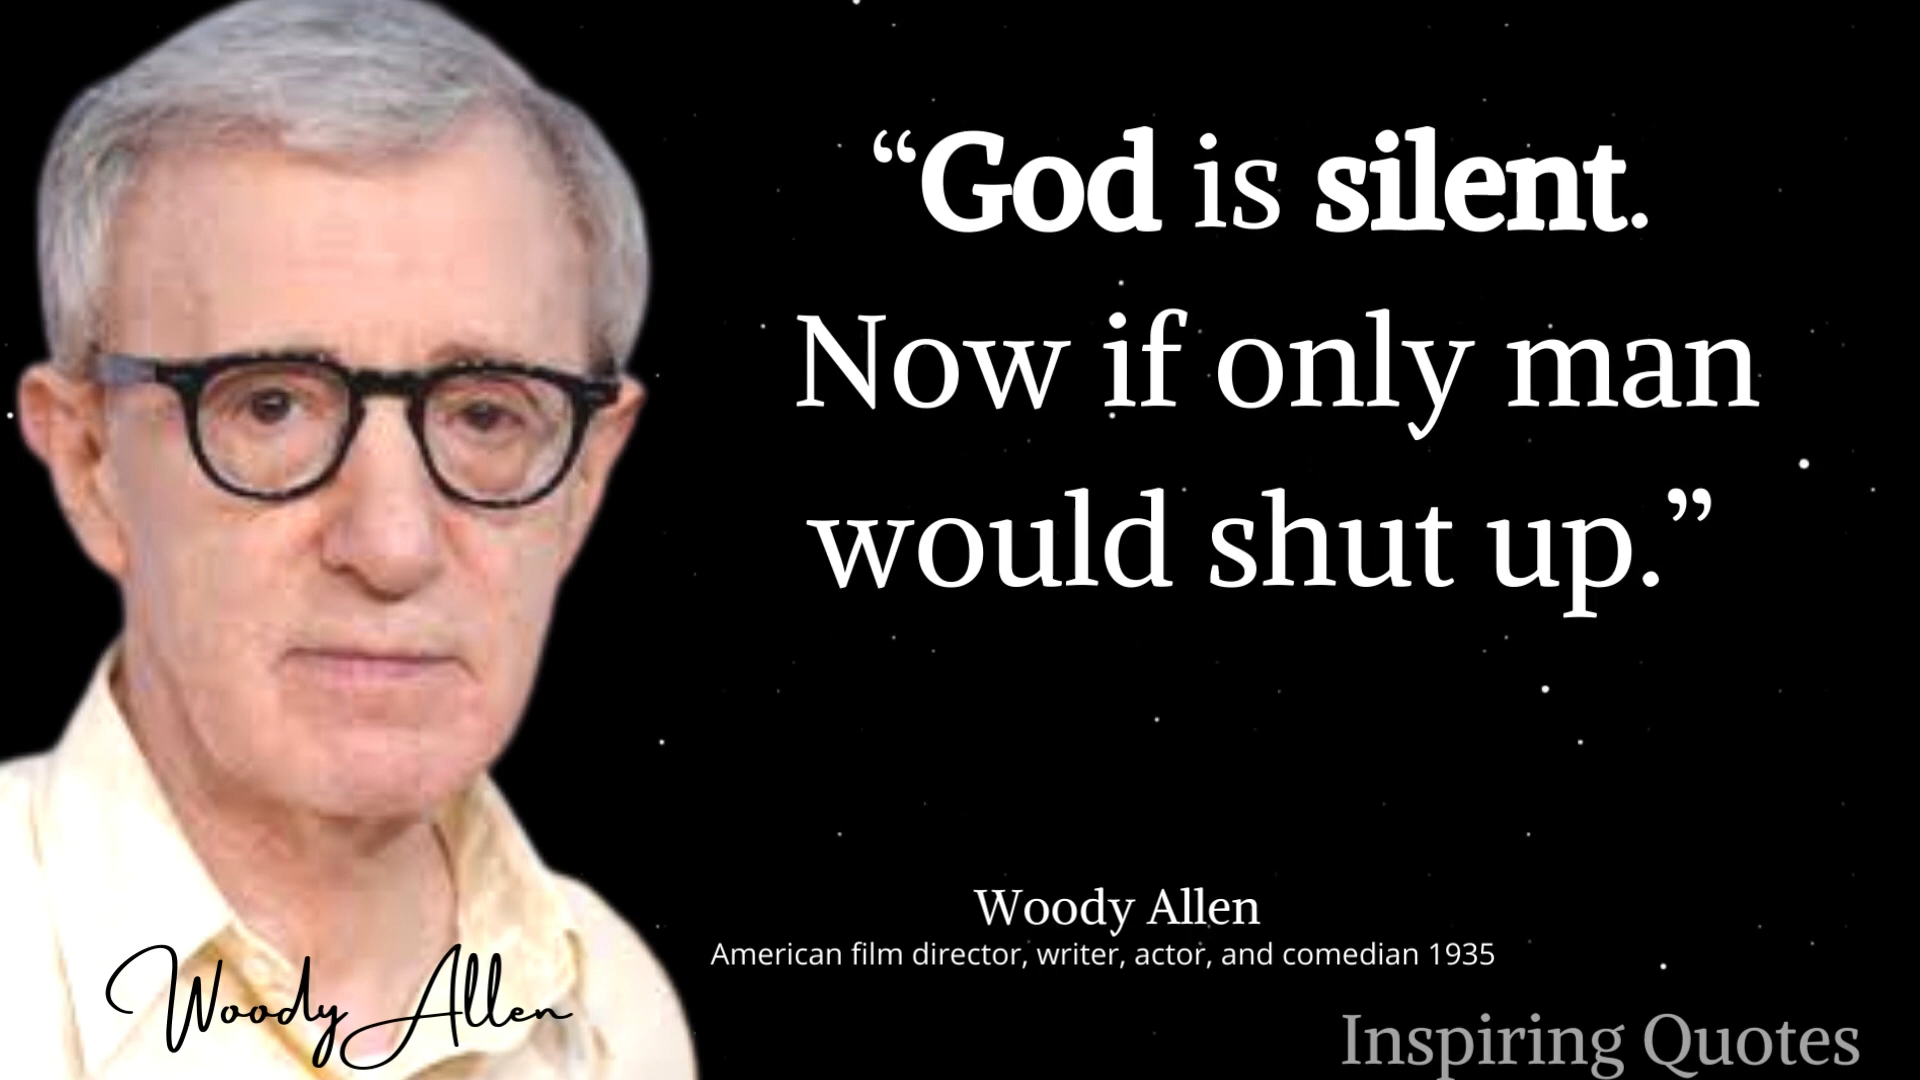 “God is silent.
Now if only man
would shut up.”
Woody Allen
American film director, writer, actor, and comedian 1935
Woody Allen
Inspiring Quotes